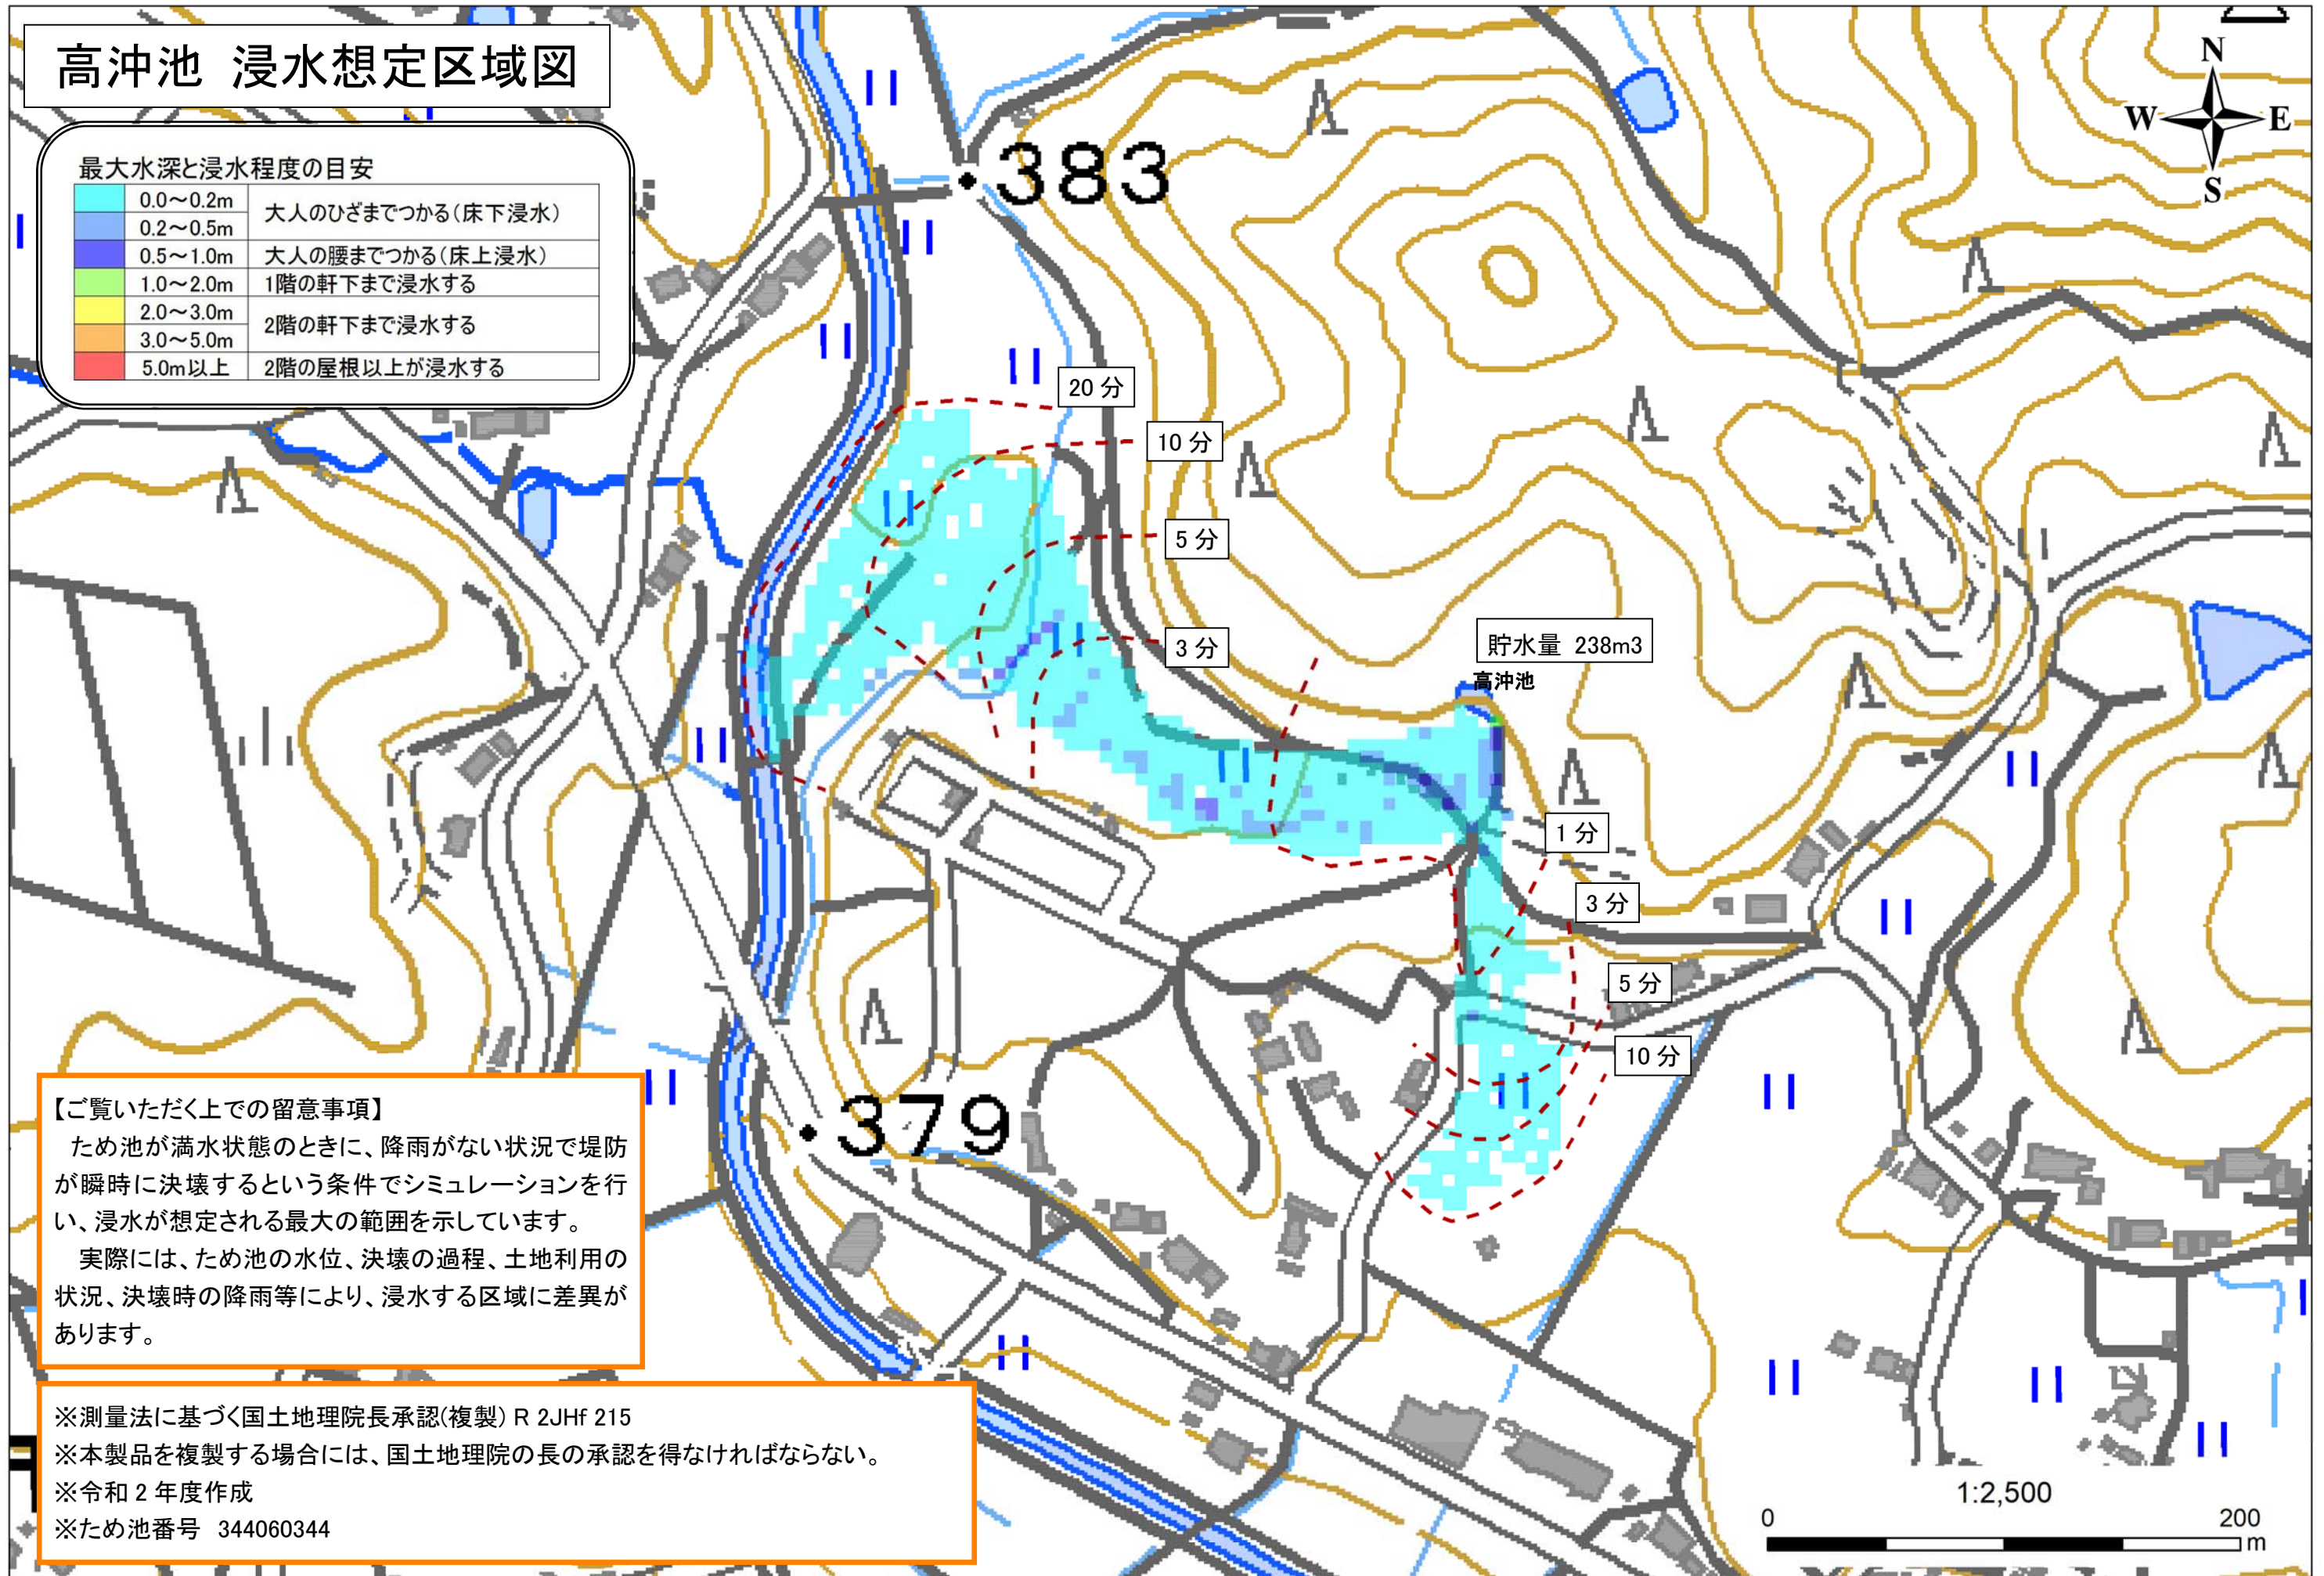 高沖池 浸水想定区域図
最大水深と浸水程度の目安
0.0～0.2m
大人のひざまでつかる(床下浸水)
0.2～0.5m
0.5～1.0m 大人の腰までつかる(床上浸水)
1.0～2.0m 1階の軒下まで浸水する
2.0～3.0m
2階の軒下まで浸水する
3.0～5.0m
5.0m以上 2階の屋根以上が浸水する
N
W E
S
383
20 分
10 分
5 分
3 分
貯水量 238m3
高沖池
1 分
3 分
5 分
10 分
379
【ご覧いただく上での留意事項】
ため池が満水状態のときに、降雨がない状況で堤防
が瞬時に決壊するという条件でシミュレーションを行
い、浸水が想定される最大の範囲を示しています。
実際には、ため池の水位、決壊の過程、土地利用の
状況、決壊時の降雨等により、浸水する区域に差異が
あります。
※測量法に基づく国土地理院長承認(複製) R 2JHf 215
※本製品を複製する場合には、国土地理院の長の承認を得なければならない。
※令和 2 年度作成
※ため池番号 344060344
1:2,500
0 200
m